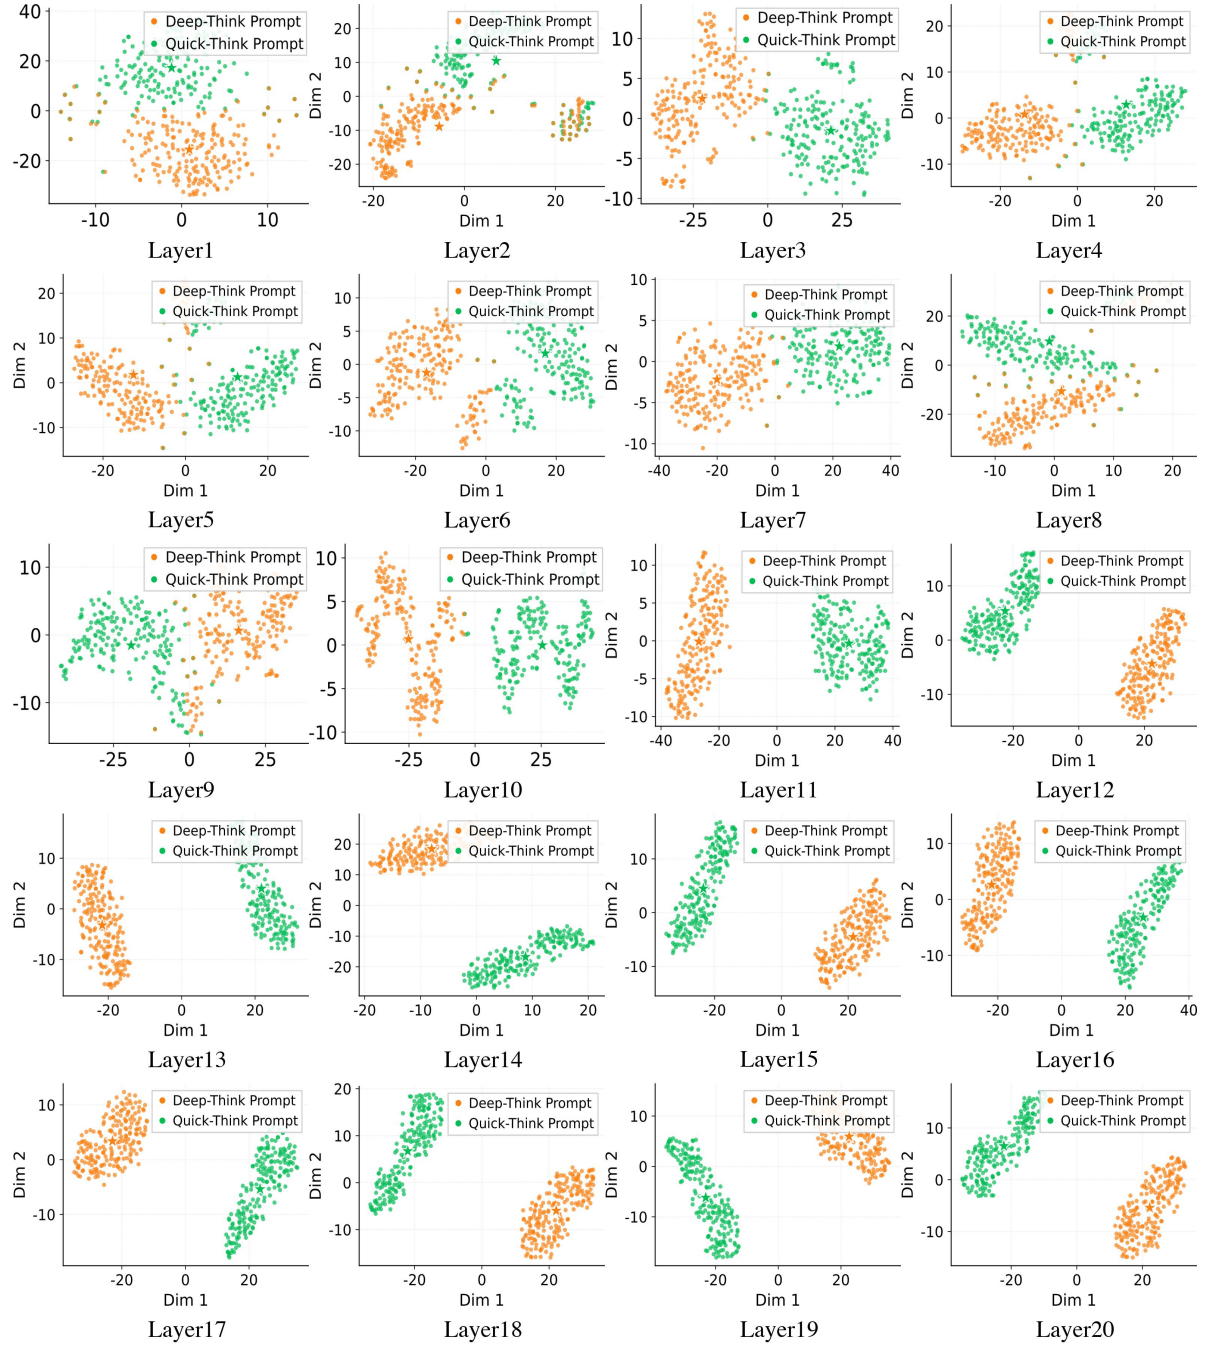 Deep-Think Prompt
Quick-Think Prompt
40
20
0
-20
-10
0
10
Layer1
Deep-Think Prompt
Quick-Think Prompt
Dim 2
20
10
0
-10
-20
-20
0
20
Dim 1
Layer2
Deep-Think Prompt
Quick-Think Prompt
10
5
0
-5
-10
-25
0
25
Layer3
Deep-Think Prompt
Quick-Think Prompt
Dim 2
20
10
0
-10
-20
0
20
Dim 1
Layer4
Deep-Think Prompt
Quick-Think Prompt
Dim 2
20
10
0
-10
-20
0
20
Dim 1
Layer5
Deep-Think Prompt
Quick-Think Prompt
Dim 2
10
5
0
-5
-10
-20
0
20
Dim 1
Layer6
Deep-Think Prompt
Quick-Think Prompt
Dim 2
10
5
0
-5
-10
-40
-20
0
20
40
Dim 1
Layer7
Deep-Think Prompt
Quick-Think Prompt
Dim 2
20
0
-20
-10
0
10
20
Dim 1
Layer8
Deep-Think Prompt
Quick-Think Prompt
10
0
-10
-25
0
25
Layer9
Deep-Think Prompt
Quick-Think Prompt
10
5
0
-5
-10
-25
0
25
Layer10
Deep-Think Prompt
Quick-Think Prompt
Dim 2
10
5
0
-5
-10
-40
-20
0
20
40
Dim 1
Layer11
Deep-Think Prompt
Quick-Think Prompt
Dim 2
10
0
-10
-20
0
20
Dim 1
Layer12
Deep-Think Prompt
Quick-Think Prompt
Dim 2
10
0
-10
-20
0
20
Dim 1
Layer13
Deep-Think Prompt
Quick-Think Prompt
Dim 2
20
10
0
-10
-20
-20
-10
0
10
20
Dim 1
Layer14
Deep-Think Prompt
Quick-Think Prompt
Dim 2
10
0
-10
-20
0
20
Dim 1
Layer15
Deep-Think Prompt
Quick-Think Prompt
Dim 2
10
0
-10
-20
0
20
40
Dim 1
Layer16
Deep-Think Prompt
Quick-Think Prompt
Dim 2
10
0
-10
-20
0
20
Dim 1
Layer17
Deep-Think Prompt
Quick-Think Prompt
Dim 2
20
10
0
-10
-20
0
20
Dim 1
Layer18
Deep-Think Prompt
Quick-Think Prompt
Dim 2
10
0
-10
-20
0
20
Dim 1
Layer19
Deep-Think Prompt
Quick-Think Prompt
Dim 2
10
0
-10
-20
0
20
Dim 1
Layer20